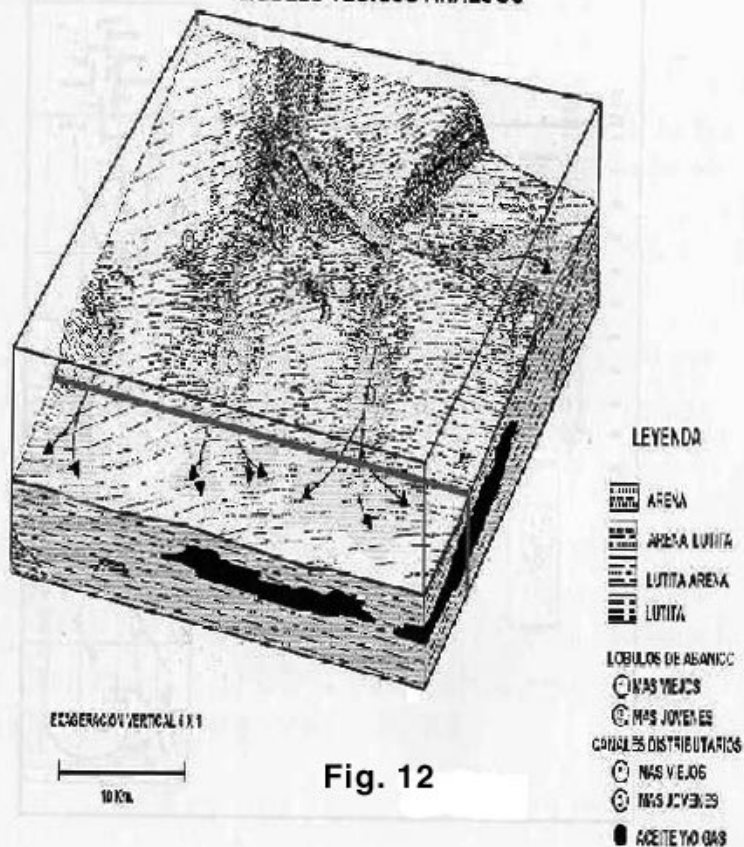 LEYENDA
ARENA
ARENA LUTITA
LUTITA ARENA
LUTITA
LOBULOS DE ABANICO
MAS VIEJOS
MAS JOVENES
CANALES DISTRIBUTARIOS
MAS VIEJOS
MAS JOVENES
ACEITE Y/O GAS
EXAGERACION VERTICAL X 1
10 Km.
Fig. 12